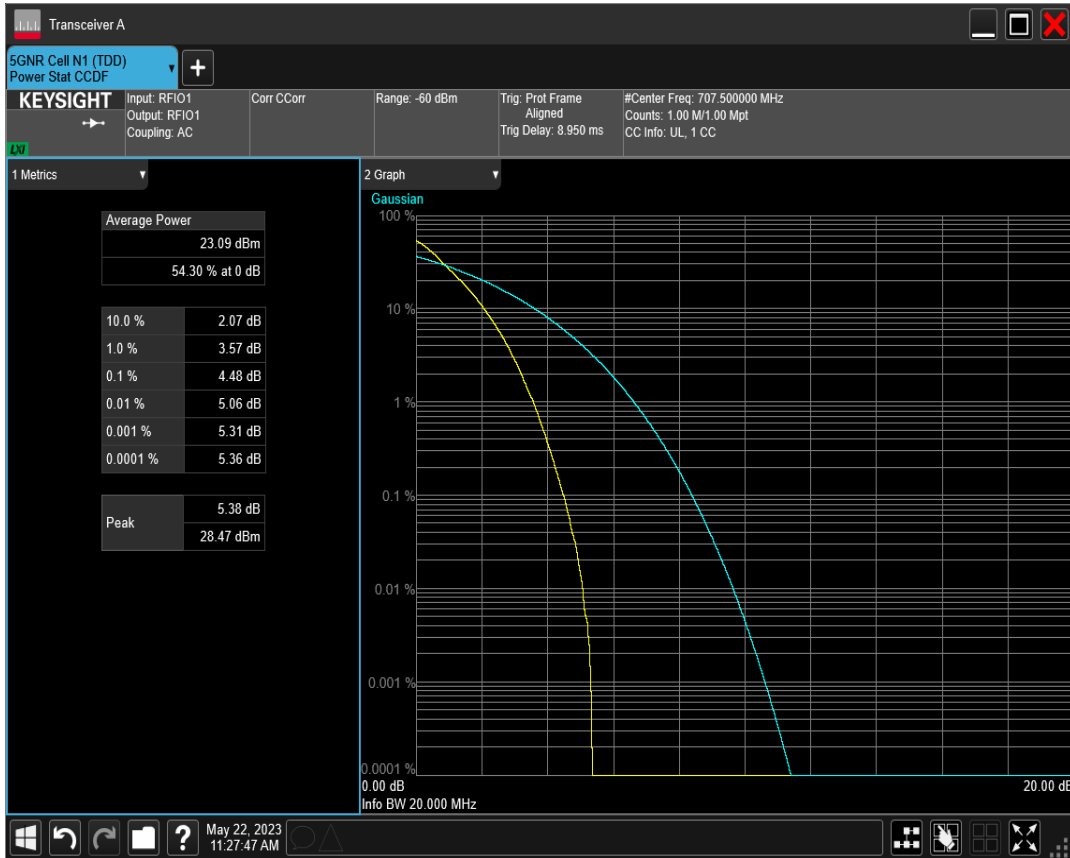 Transceiver A
5GNR Cell N1 (TDD)
Power Stat CCDF
+
KEYSIGHT
LXI
Input: RFIO1
Output: RFIO1
Coupling: AC
Corr CCorr
Range: -60 dBm
Trig: Prot Frame
Aligned
Trig Delay: 8.950 ms
#Center Freq: 707.500000 MHz
Counts: 1.00 M/1.00 Mpt
CC Info: UL, 1 CC
1 Metrics
Average Power
23.09 dBm
54.30 % at 0 dB
10.0 % 2.07 dB
1.0 % 3.57 dB
0.1 % 4.48 dB
0.01 % 5.06 dB
0.001 % 5.31 dB
0.0001 % 5.36 dB
Peak
5.38 dB
28.47 dBm
2 Graph
Gaussian
100 %
10 %
1 %
0.1 %
0.01 %
0.001 %
0.0001 %
0.00 dB 20.00 dB
Info BW 20.000 MHz
?
May 22, 2023
11:27:47 AM